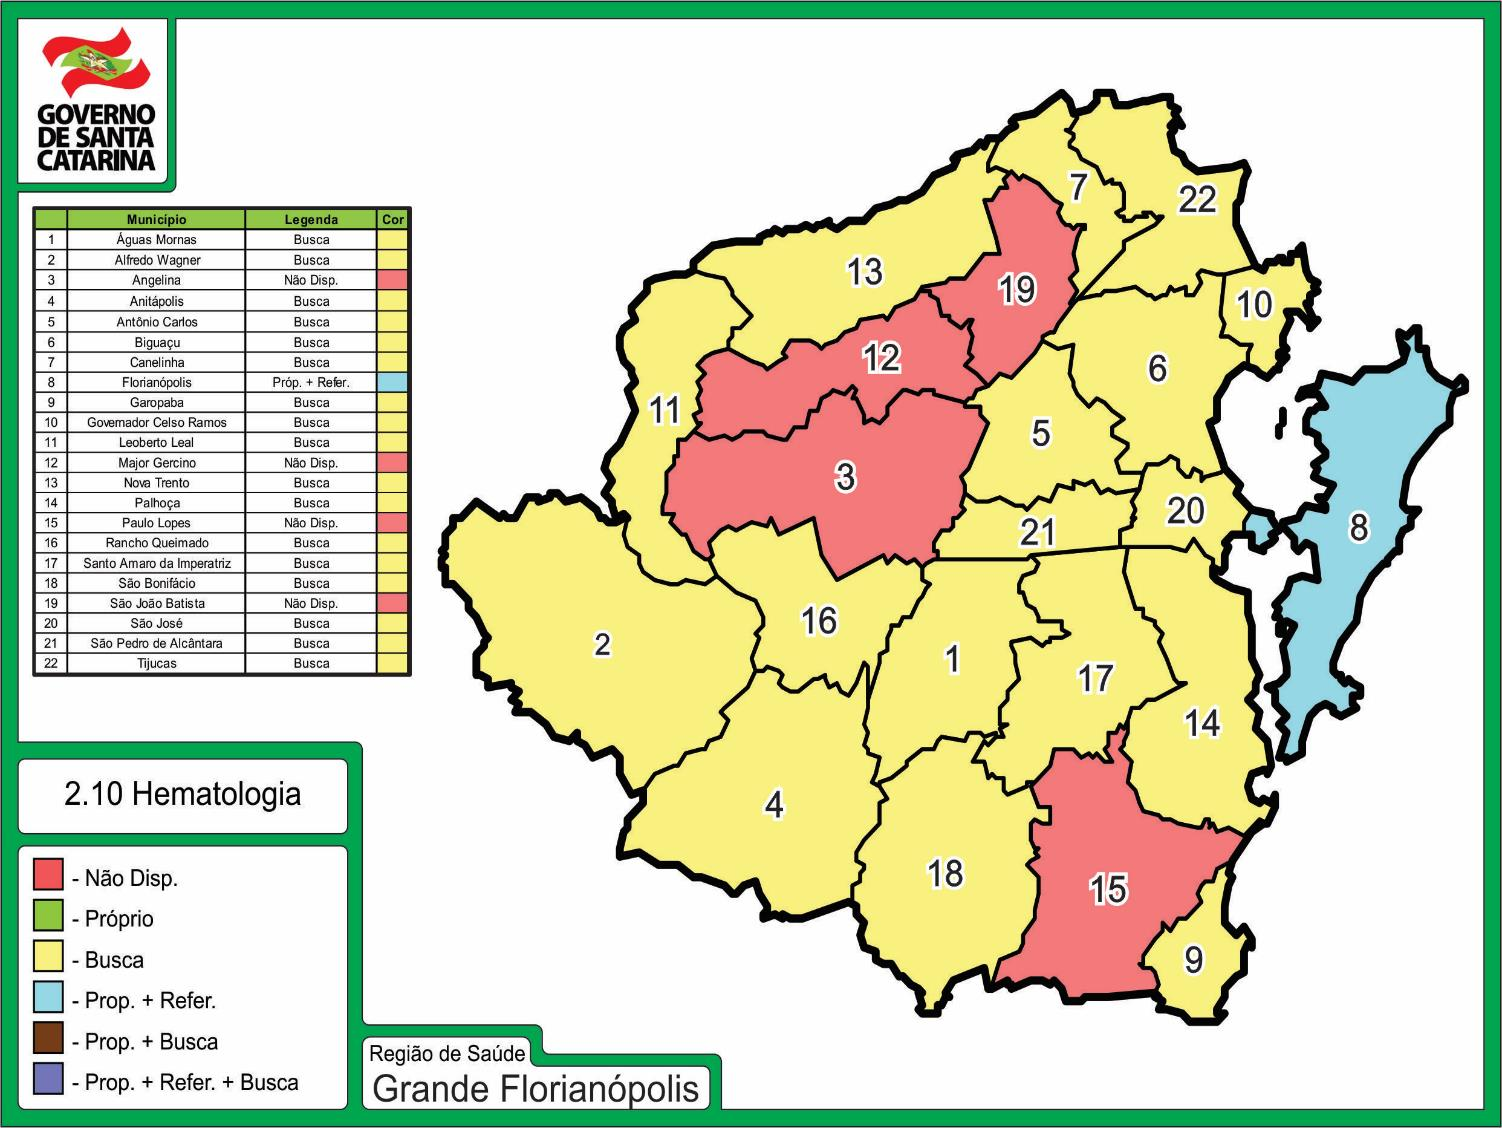 GOVERNO
DE SANTA
CATARINA
Município Legenda Cor
1 Águas Mornas Busca
2 Alfredo Wagner Busca
3 Angelina Não Disp.
4 Anitápolis Busca
5 Antônio Carlos Busca
6 Biguaçu Busca
7 Canelinha Busca
8 Florianópolis Próp. + Refer.
9 Garopaba Busca
10 Governador Celso Ramos Busca
11 Leoberto Leal Busca
12 Major Gercino Não Disp.
13 Nova Trento Busca
14 Palhoça Busca
15 Paulo Lopes Não Disp.
16 Rancho Queimado Busca
17 Santo Amaro da Imperatriz Busca
18 São Bonifácio Busca
19 São João Batista Não Disp.
20 São José Busca
21 São Pedro de Alcântara Busca
22 Tijucas Busca
7
22
13
19
10
12
6
11
5
3
20
21
8
2
16
1
17
14
4
18
15
9
2.10 Hematologia
- Não Disp.
- Próprio
- Busca
- Prop. + Refer.
- Prop. + Busca
- Prop. + Refer. + Busca
Região de Saúde
Grande Florianópolis